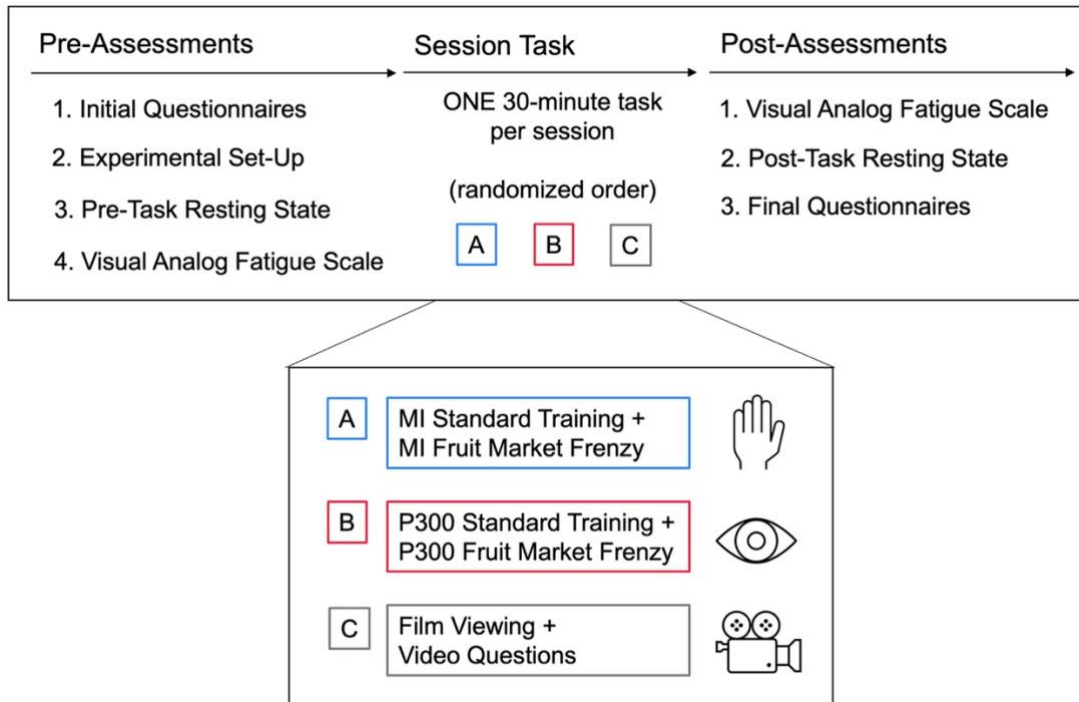 Pre-Assessments
1. Initial Questionnaires
2. Experimental Set-Up
3. Pre-Task Resting State
4. Visual Analog Fatigue Scale
Session Task
ONE 30-minute task
per session
(randomized order)
A B C
Post-Assessments
1. Visual Analog Fatigue Scale
2. Post-Task Resting State
3. Final Questionnaires
A
MI Standard Training +
MI Fruit Market Frenzy
B
P300 Standard Training +
P300 Fruit Market Frenzy
C
Film Viewing +
Video Questions